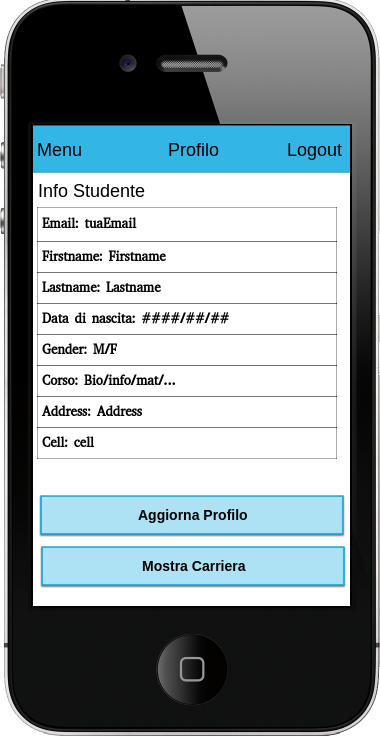 Menu Profilo Logout
Info Studente
Email: tuaEmail
Firstname: Firstname
Lastname: Lastname
Data di nascita: ####/##/##
Gender: M/F
Corso: Bio/info/mat/...
Address: Address
Cell: cell
Aggiorna Profilo
Mostra Carriera